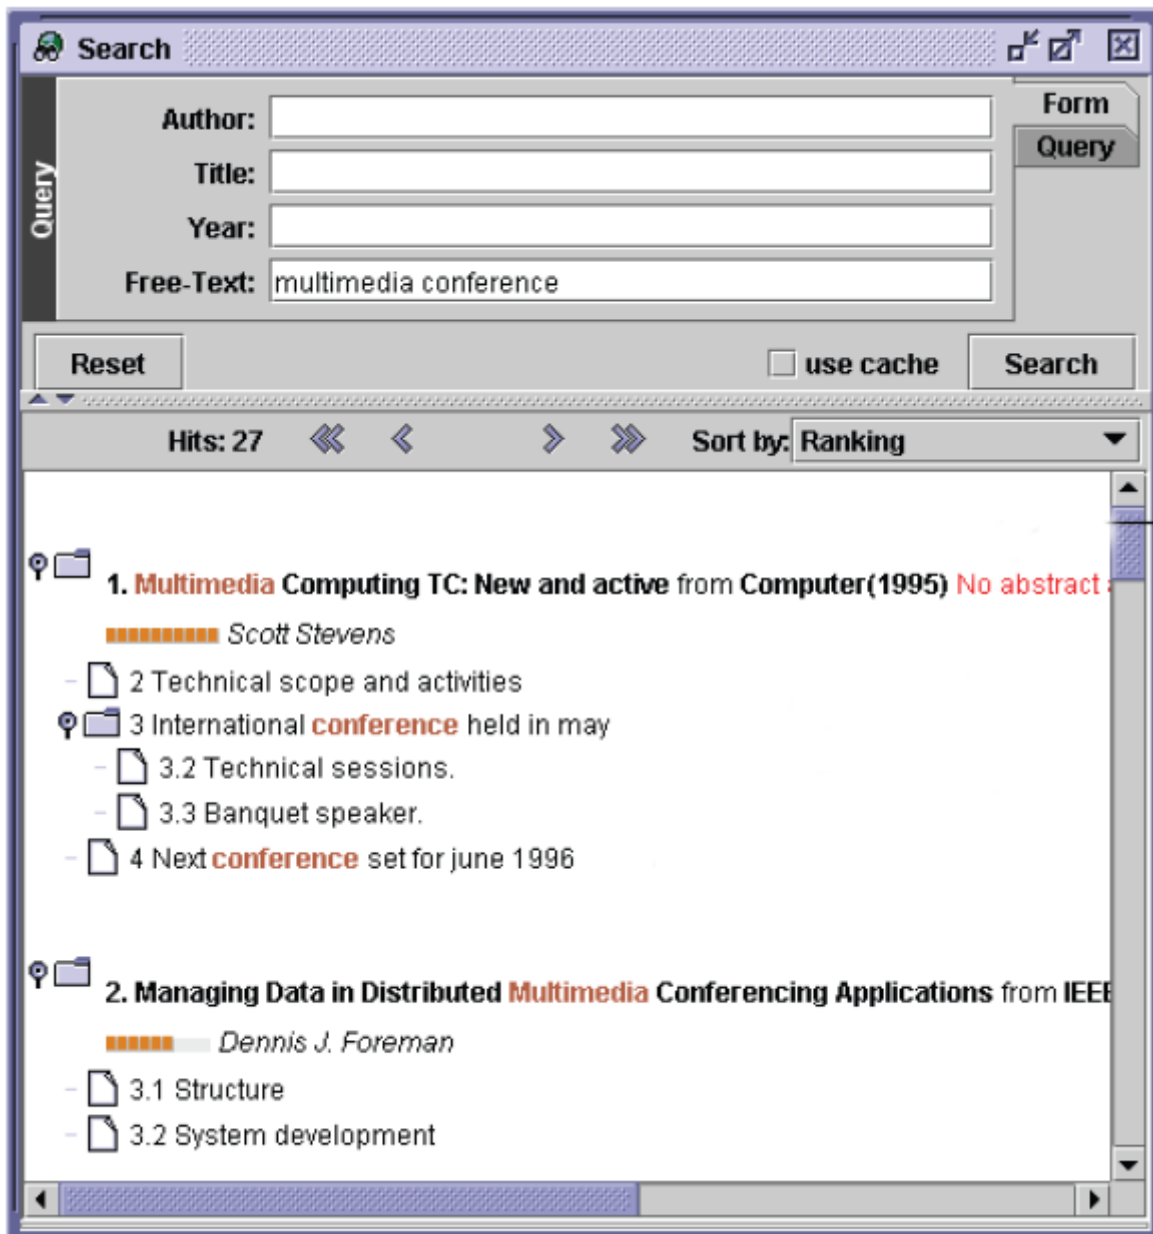 Search
Form
Query
Query
Author:
Title:
Year:
Free-Text: multimedia conference
Reset use cache Search
Hits: 27 Sort by: Ranking
1. Multimedia Computing TC: New and active from Computer(1995) No abstract
Scott Stevens
2 Technical scope and activities
3 International conference held in may
3.2 Technical sessions.
3.3 Banquet speaker.
4 Next conference set for june 1996
2. Managing Data in Distributed Multimedia Conferencing Applications from IEEE
Dennis J. Foreman
3.1 Structure
3.2 System development